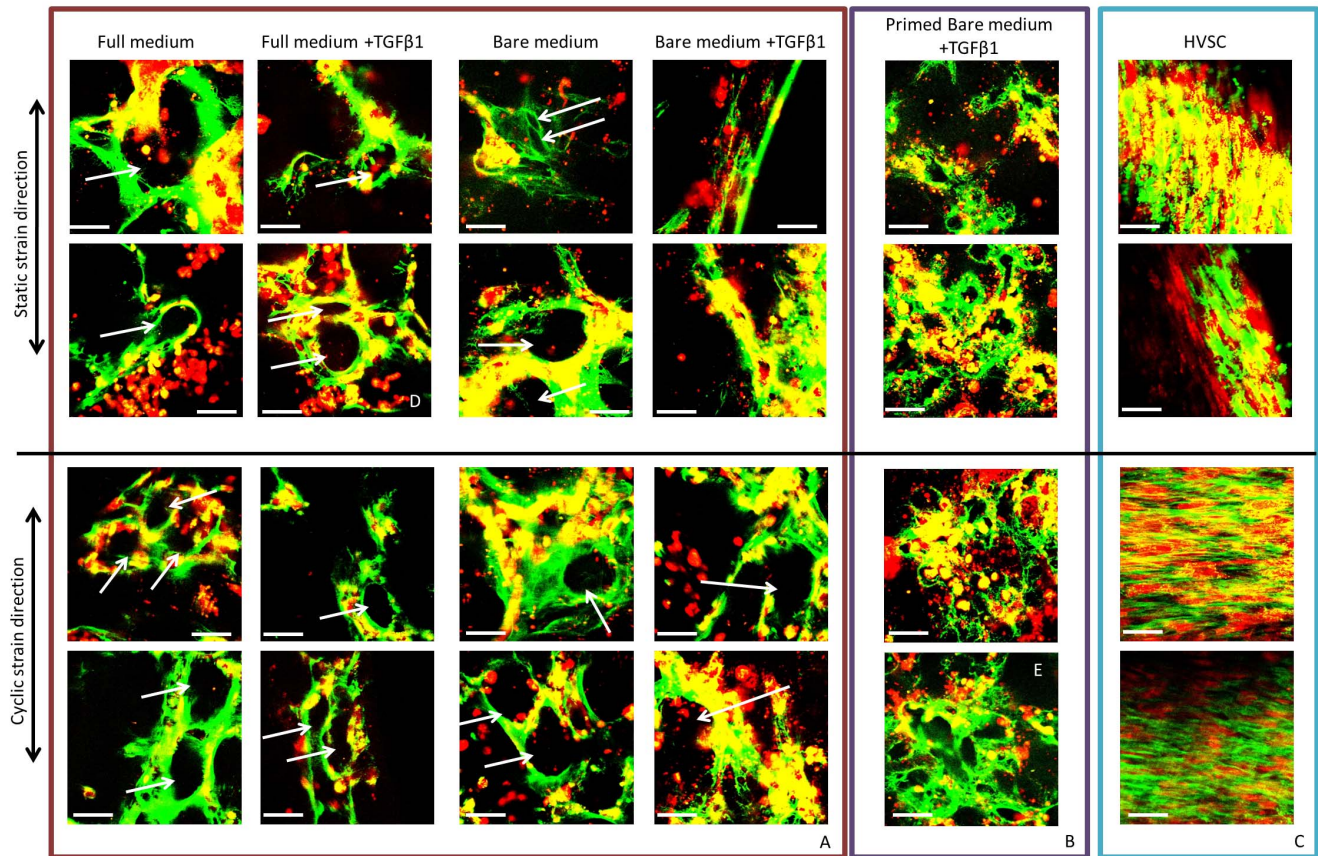 Full medium
Full medium +TGFβ1
Bare medium
Bare medium +TGFβ1
Primed Bare medium
+TGFβ1
HVSC
Static strain direction
D
Cyclic strain direction
E
A
B
C